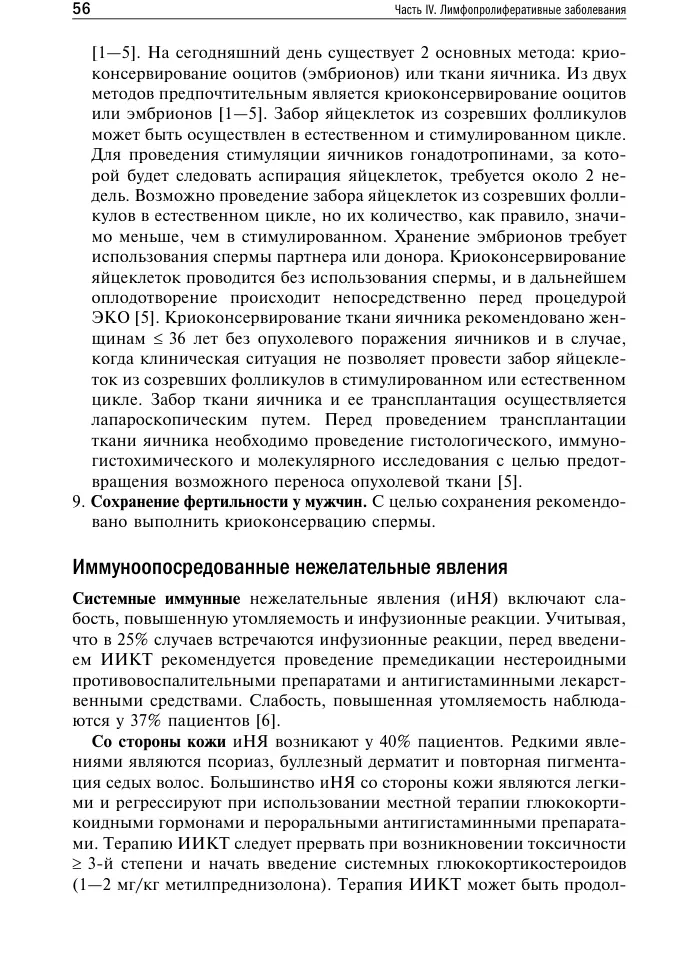 56
Часть IV. Лимфопролиферативные заболевания
[1—5]. На сегодняшний день существует 2 основных метода: крио-
консервирование ооцитов (эмбрионов) или ткани яичника. Из двух
методов предпочтительным является криоконсервирование ооцитов
или эмбрионов [1—5]. Забор яйцеклеток из созревших фолликулов
может быть осуществлен в естественном и стимулированном цикле.
Для проведения стимуляции яичников гонадотропинами, за кото-
рой будет следовать аспирация яйцеклеток, требуется около 2 не-
дель. Возможно проведение забора яйцеклеток из созревших фолли-
кулов в естественном цикле, но их количество, как правило, значи-
мо меньше, чем в стимулированном. Хранение эмбрионов требует
использования спермы партнера или донора. Криоконсервирование
яйцеклеток проводится без использования спермы, и в дальнейшем
оплодотворение происходит непосредственно перед процедурой
ЭКО [5]. Криоконсервирование ткани яичника рекомендовано жен-
щинам ≤ 36 лет без опухолевого поражения яичников и в случае,
когда клиническая ситуация не позволяет провести забор яйцекле-
ток из созревших фолликулов в стимулированном или естественном
цикле. Забор ткани яичника и ее трансплантация осуществляется
лапароскопическим путем. Перед проведением трансплантации
ткани яичника необходимо проведение гистологического, иммуно-
гистохимического и молекулярного исследования с целью предот-
вращения возможного переноса опухолевой ткани [5].
9. Сохранение фертильности у мужчин. С целью сохранения рекомендо-
вано выполнить криоконсервацию спермы.
Иммуноопосредованные нежелательные явления
Системные иммунные нежелательные явления (иНЯ) включают сла-
бость, повышенную утомляемость и инфузионные реакции. Учитывая,
что в 25% случаев встречаются инфузионные реакции, перед введени-
ем ИИКТ рекомендуется проведение премедикации нестероидными
противовоспалительными препаратами и антигистаминными лекарст-
венными средствами. Слабость, повышенная утомляемость наблюда-
ются у 37% пациентов [6].
Со стороны кожи иНЯ возникают у 40% пациентов. Редкими явле-
ниями являются псориаз, буллезный дерматит и повторная пигмента-
ция седых волос. Большинство иНЯ со стороны кожи являются легки-
ми и регрессируют при использовании местной терапии глюкокорти-
коидными гормонами и пероральными антигистаминными препарата-
ми. Терапию ИИКТ следует прервать при возникновении токсичности
≥ 3-й степени и начать введение системных глюкокортикостероидов
(1—2 мг/кг метилпреднизолона). Терапия ИИКТ может быть продол-